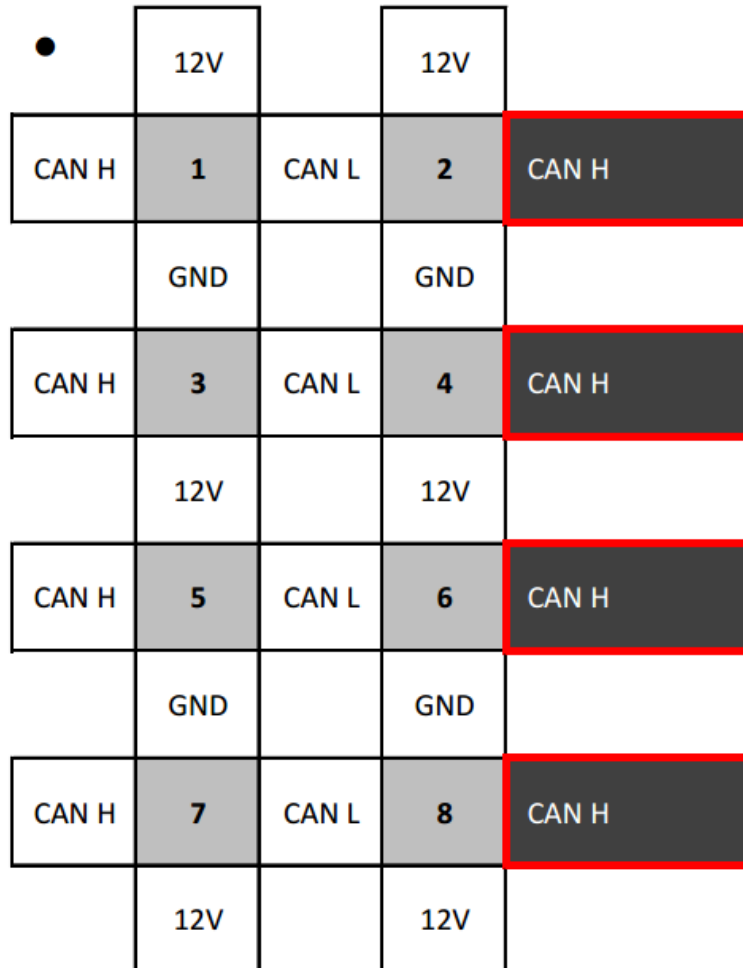 12V 12V
CAN H 1 CAN L 2 CAN H
GND GND
CAN H 3 CAN L 4 CAN H
12V 12V
CAN H 5 CAN L 6 CAN H
GND GND
CAN H 7 CAN L 8 CAN H
12V 12V